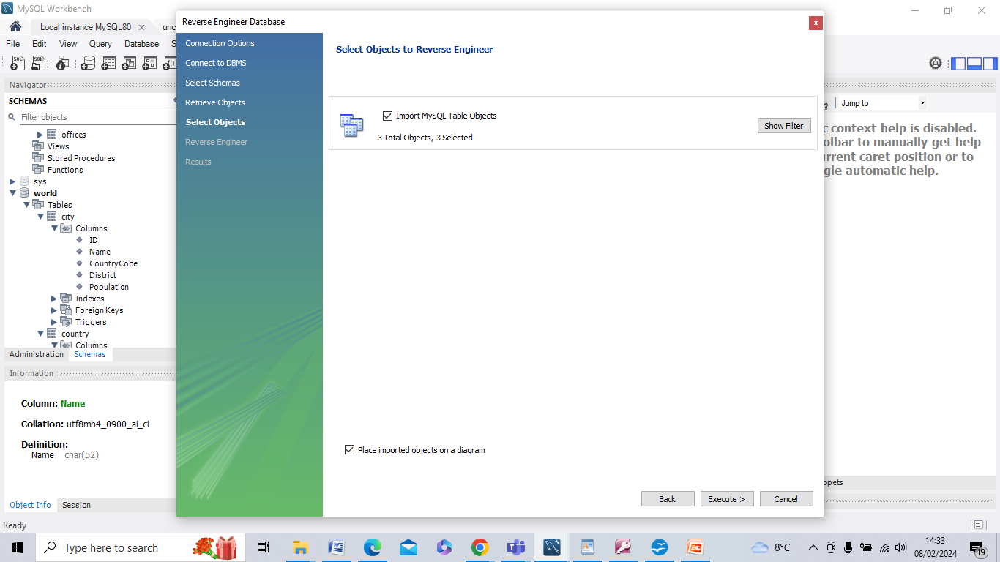 MySQL Workbench
Local instance MySQL80
unc
File Edit View Query Database S
Navigator
SCHEMAS
Filter objects
offices
Views
Stored Procedures
Functions
sys
world
Tables
city
Columns
ID
Name
CountryCode
District
Population
Indexes
Foreign Keys
Triggers
country
Columns
Administration Schemas
Information
Column: Name
Collation: utf8mb4_0900_ai_ci
Definition:
Name char(52)
Object Info Session
Ready
Reverse Engineer Database
x
Connection Options
Connect to DBMS
Select Schemas
Retrieve Objects
Select Objects
Reverse Engineer
Results
Select Objects to Reverse Engineer
Import MySQL Table Objects
3 Total Objects, 3 Selected
Show Filter
Place imported objects on a diagram
Back Execute > Cancel
Jump to
c context help is disabled.
olbar to manually get help
urrent caret position or to
gle automatic help.
ppets
Type here to search
8°C
14:33
08/02/2024
19